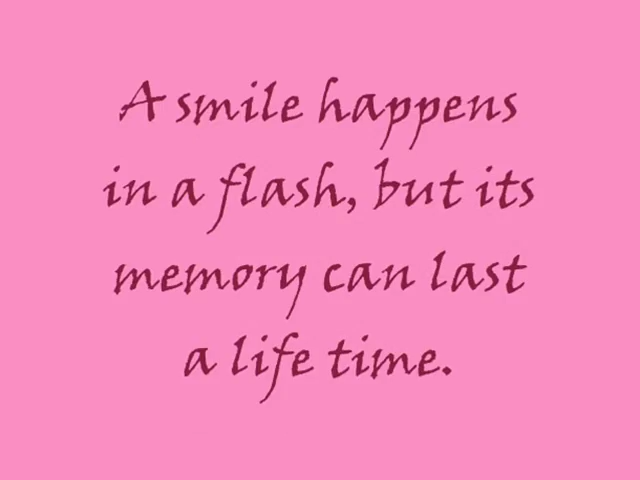 A smile happens
in a flash, but its
memory can last
a life time.